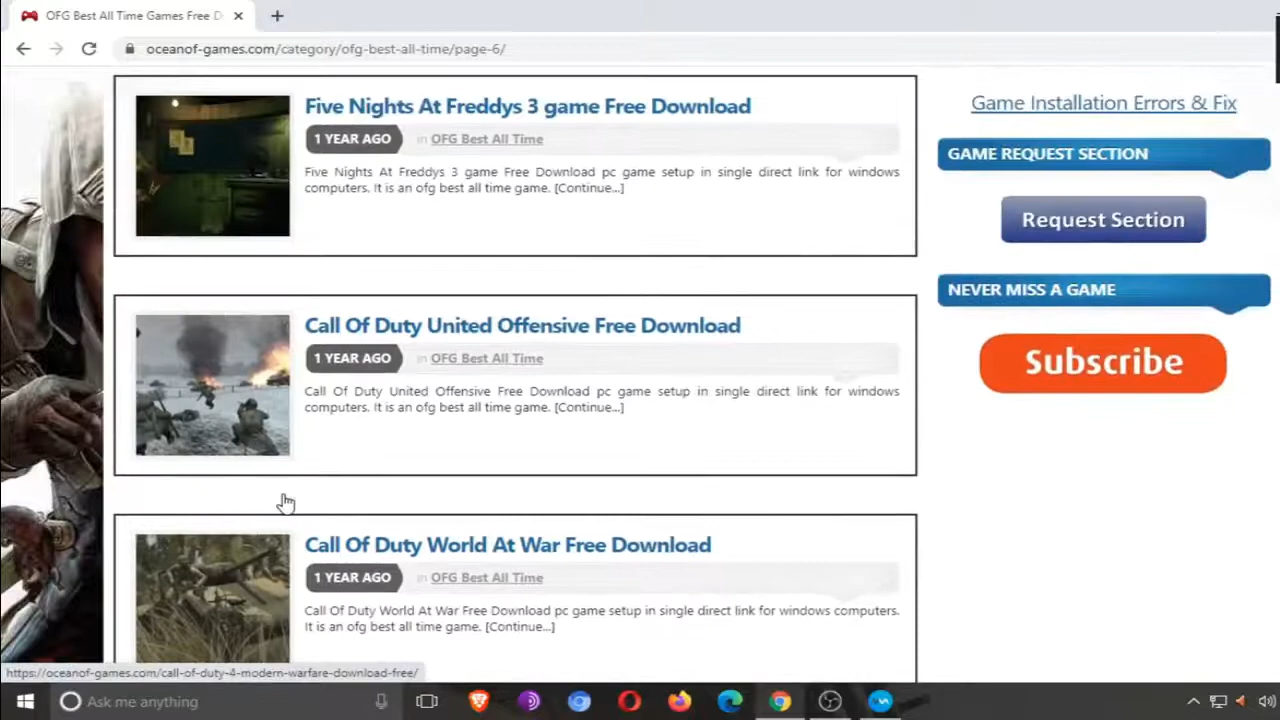 OFG Best All Time Games Free D
oceanof-games.com/category/ofg-best-all-time/page-6/
Five Nights At Freddys 3 game Free Download
1 YEAR AGO in OFG Best All Time
Five Nights At Freddys 3 game Free Download pc game setup in single direct link for windows
computers. It is an ofg best all time game. [Continue...]
Call Of Duty United Offensive Free Download
1 YEAR AGO in OFG Best All Time
Call Of Duty United Offensive Free Download pc game setup in single direct link for windows
computers. It is an ofg best all time game. [Continue...]
Call Of Duty World At War Free Download
1 YEAR AGO in OFG Best All Time
Call Of Duty World At War Free Download pc game setup in single direct link for windows computers.
It is an ofg best all time game. [Continue...]
Game Installation Errors & Fix
GAME REQUEST SECTION
Request Section
NEVER MISS A GAME
Subscribe
https://oceanof-games.com/call-of-duty-4-modern-warfare-download-free/
Ask me anything